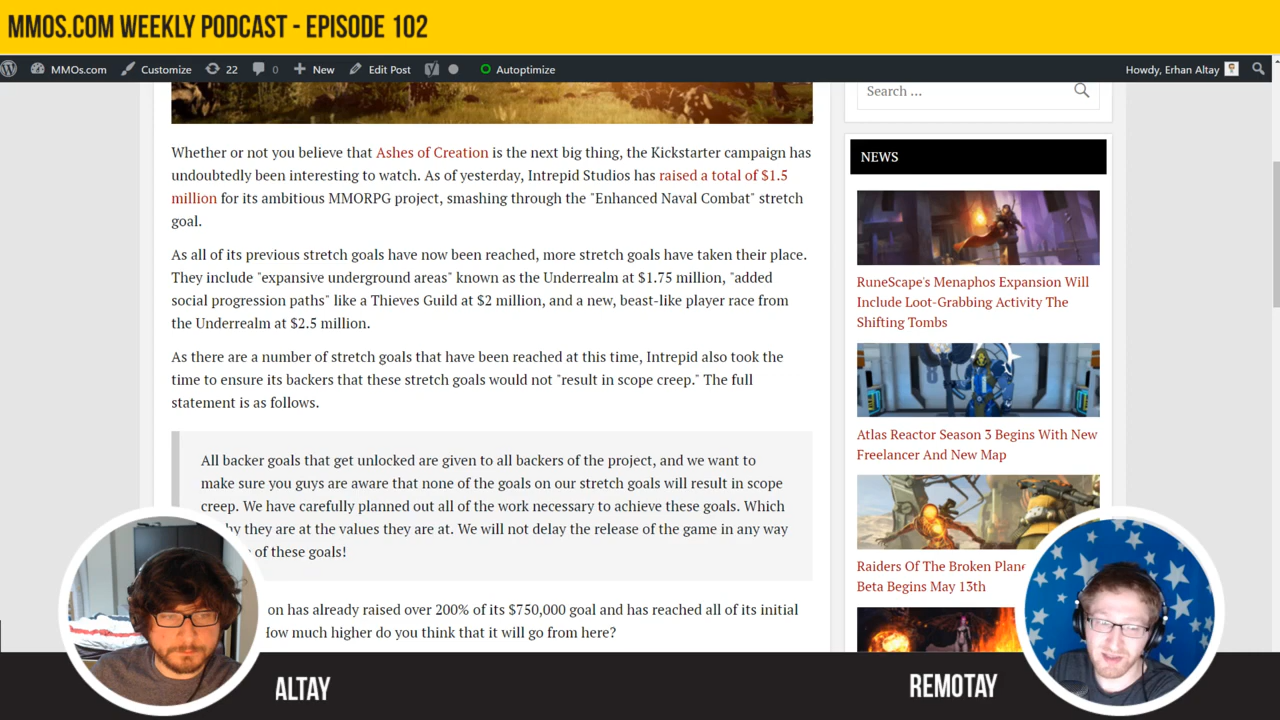 MMOS.COM WEEKLY PODCAST - EPISODE 102
MMOs.com Customize 22 0 New Edit Post Autoptimize Howdy, Erhan Altay
Search ...
Whether or not you believe that Ashes of Creation is the next big thing, the Kickstarter campaign has
undoubtedly been interesting to watch. As of yesterday, Intrepid Studios has raised a total of $1.5
million for its ambitious MMORPG project, smashing through the "Enhanced Naval Combat" stretch
goal.
As all of its previous stretch goals have now been reached, more stretch goals have taken their place.
They include "expansive underground areas" known as the Underrealm at $1.75 million, "added
social progression paths" like a Thieves Guild at $2 million, and a new, beast-like player race from
the Underrealm at $2.5 million.
As there are a number of stretch goals that have been reached at this time, Intrepid also took the
time to ensure its backers that these stretch goals would not "result in scope creep." The full
statement is as follows.
All backer goals that get unlocked are given to all backers of the project, and we want to
make sure you guys are aware that none of the goals on our stretch goals will result in scope
creep. We have carefully planned out all of the work necessary to achieve these goals. Which
they are at the values they are at. We will not delay the release of the game in any way
of these goals!
on has already raised over 200% of its $750,000 goal and has reached all of its initial
How much higher do you think that it will go from here?
NEWS
RuneScape's Menaphos Expansion Will
Include Loot-Grabbing Activity The
Shifting Tombs
Atlas Reactor Season 3 Begins With New
Freelancer And New Map
Raiders Of The Broken
Beta Begins May 13th
ALTAY
REMOTAY